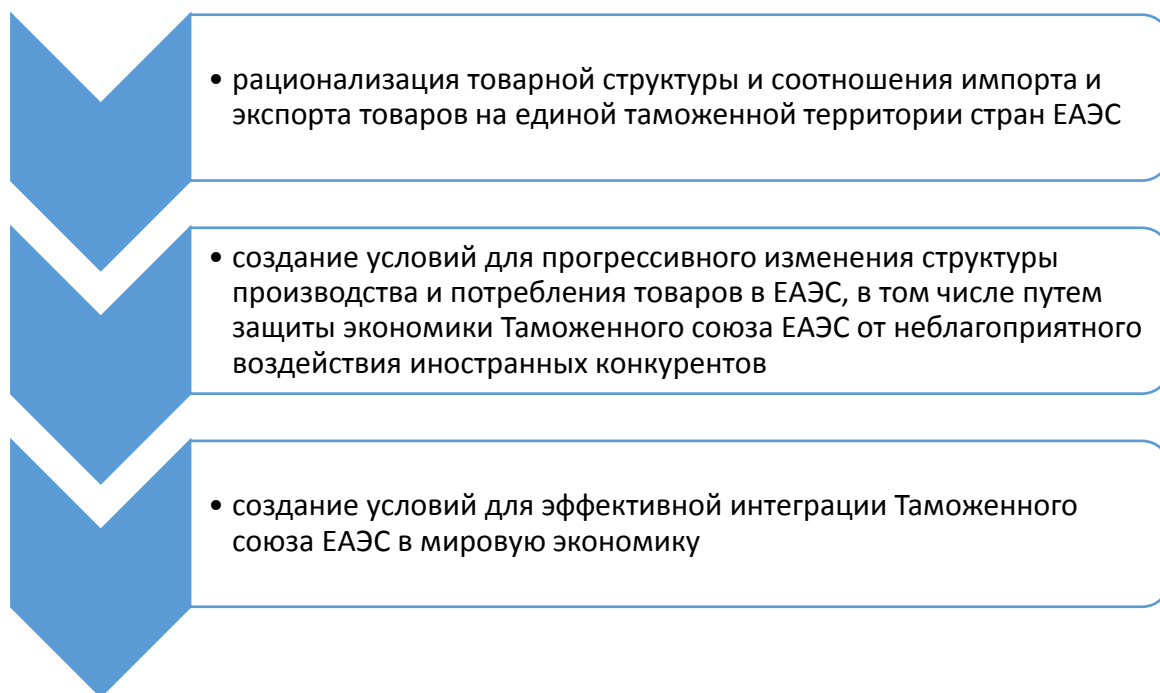 • рационализация товарной структуры и соотношения импорта и
экспорта товаров на единой таможенной территории стран ЕАЭС
• создание условий для прогрессивного изменения структуры
производства и потребления товаров в ЕАЭС, в том числе путем
защиты экономики Таможенного союза ЕАЭС от неблагоприятного
воздействия иностранных конкурентов
• создание условий для эффективной интеграции Таможенного
союза ЕАЭС в мировую экономику